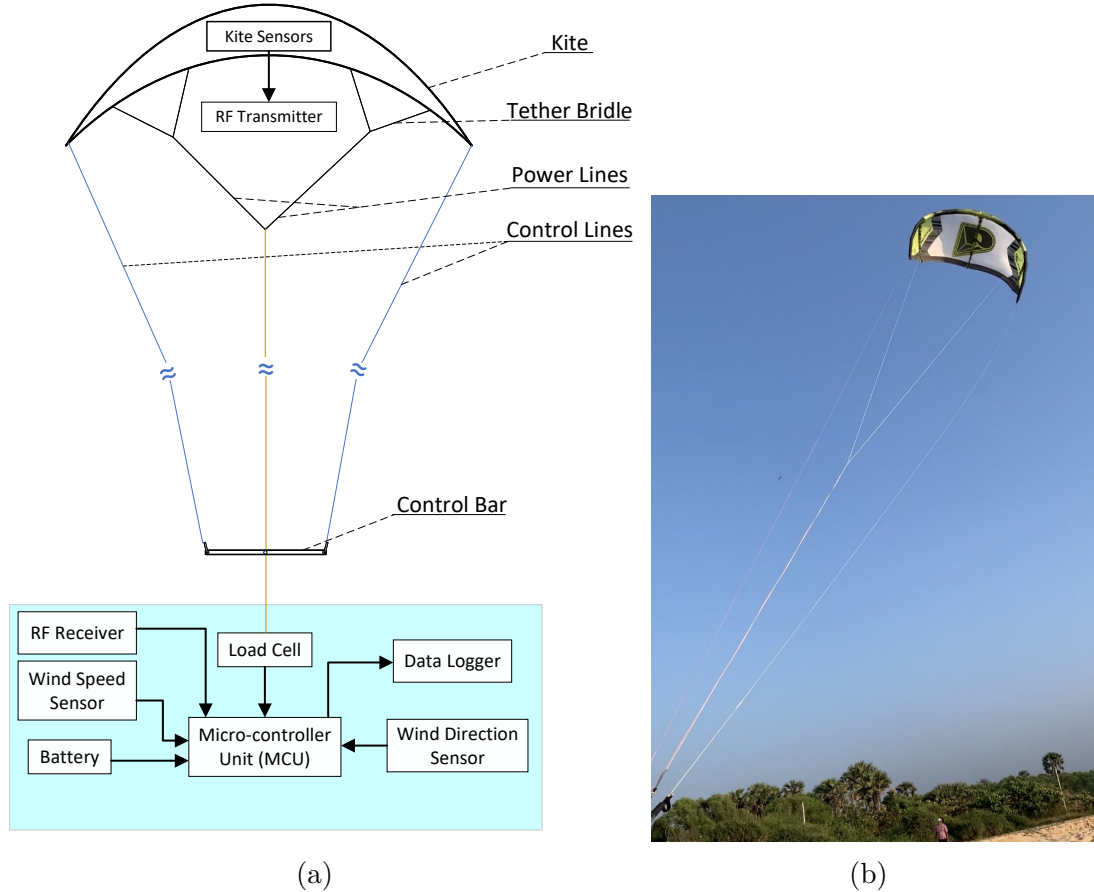 Kite Sensors
Kite
RF Transmitter
Tether Bridle
Power Lines
Control Lines
Control Bar
RF Receiver
Load Cell
Data Logger
Wind Speed
Sensor
Micro-controller
Unit (MCU)
Wind Direction
Sensor
Battery
(a)
(b)